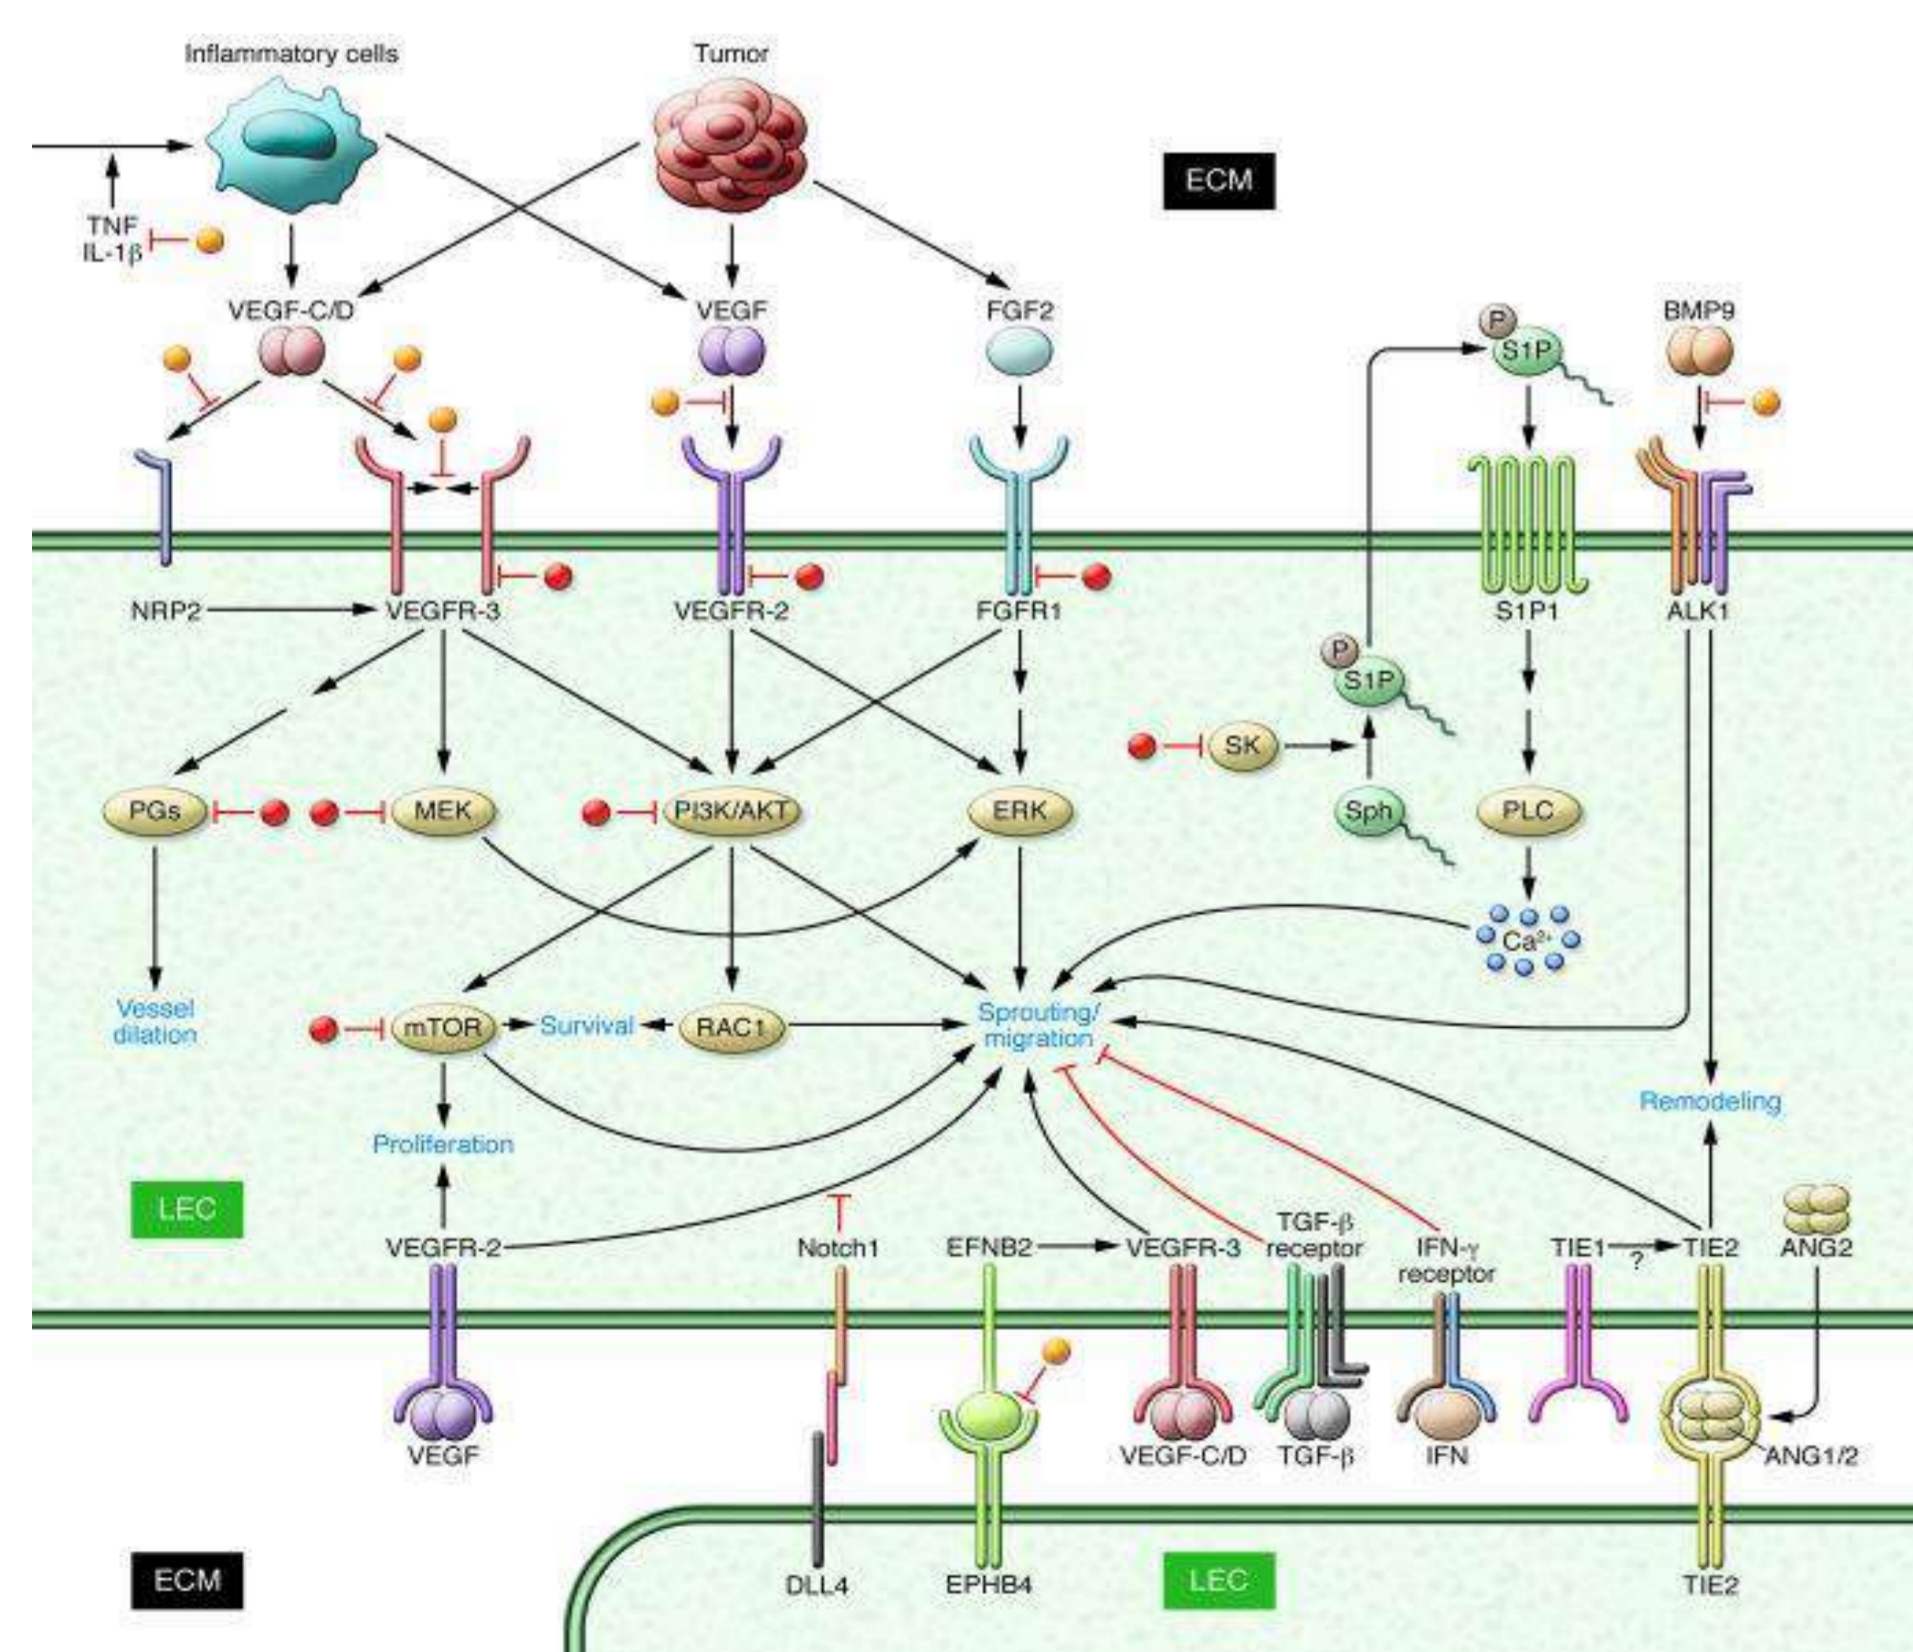 Inflammatory cells
Tumor
ECM
TNF
IL-1β
VEGF-C/D
VEGF
FGF2
P
S1P
BMP9
NRP2
VEGFR-3
VEGFR-2
FGFR1
S1P1
ALK1
P
S1P
SK
PGs
MEK
PI3K/AKT
ERK
Sph
PLC
Ca²⁺
Vessel
dilation
mTOR
Survival
RAC1
Sprouting/
migration
Remodeling
Proliferation
LEC
VEGFR-2
Notch1
EFNB2
VEGFR-3
TGF-β
receptor
IFN-γ
receptor
TIE1
?
TIE2
ANG2
VEGF
VEGF-C/D
TGF-β
IFN
ANG1/2
ECM
DLL4
EPHB4
LEC
TIE2